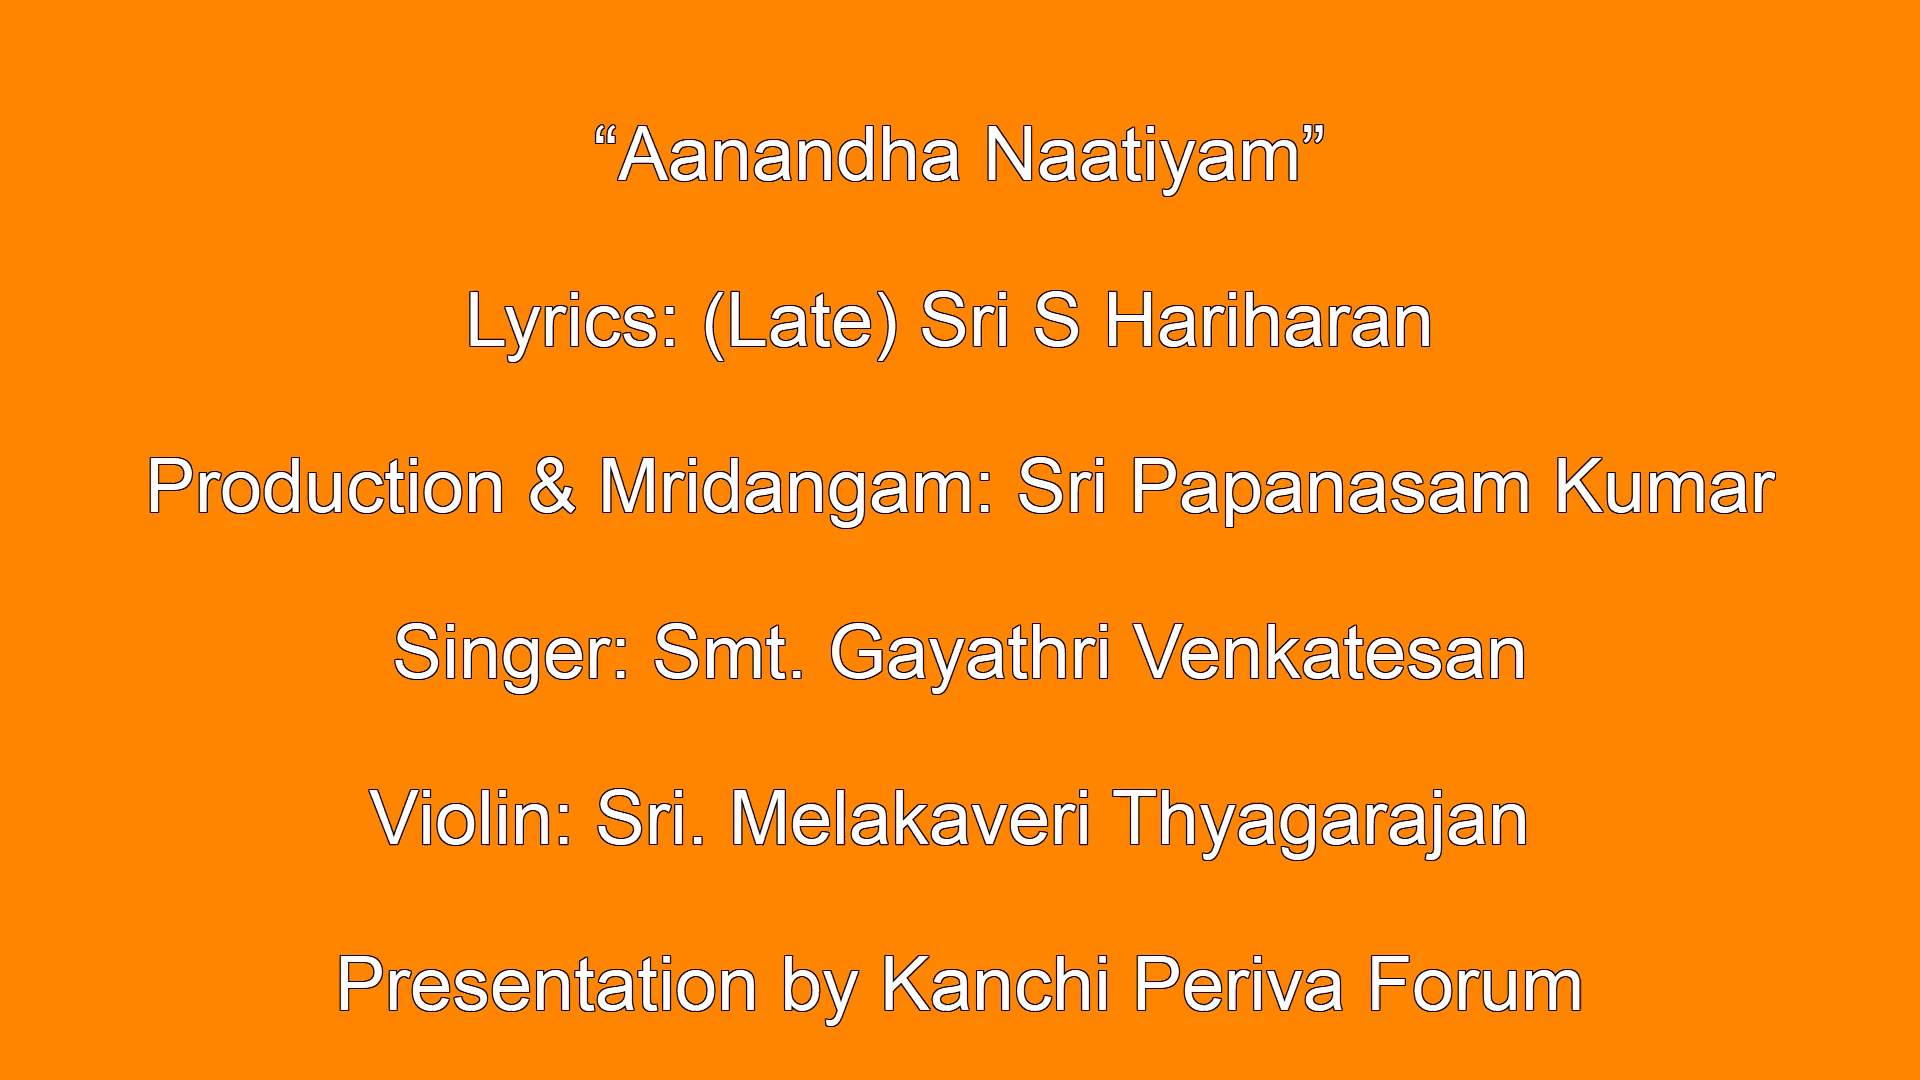 “Aanandha Naatiyam”
Lyrics: (Late) Sri S Hariharan
Production & Mridangam: Sri Papanasam Kumar
Singer: Smt. Gayathri Venkatesan
Violin: Sri. Melakaveri Thyagarajan
Presentation by Kanchi Periva Forum